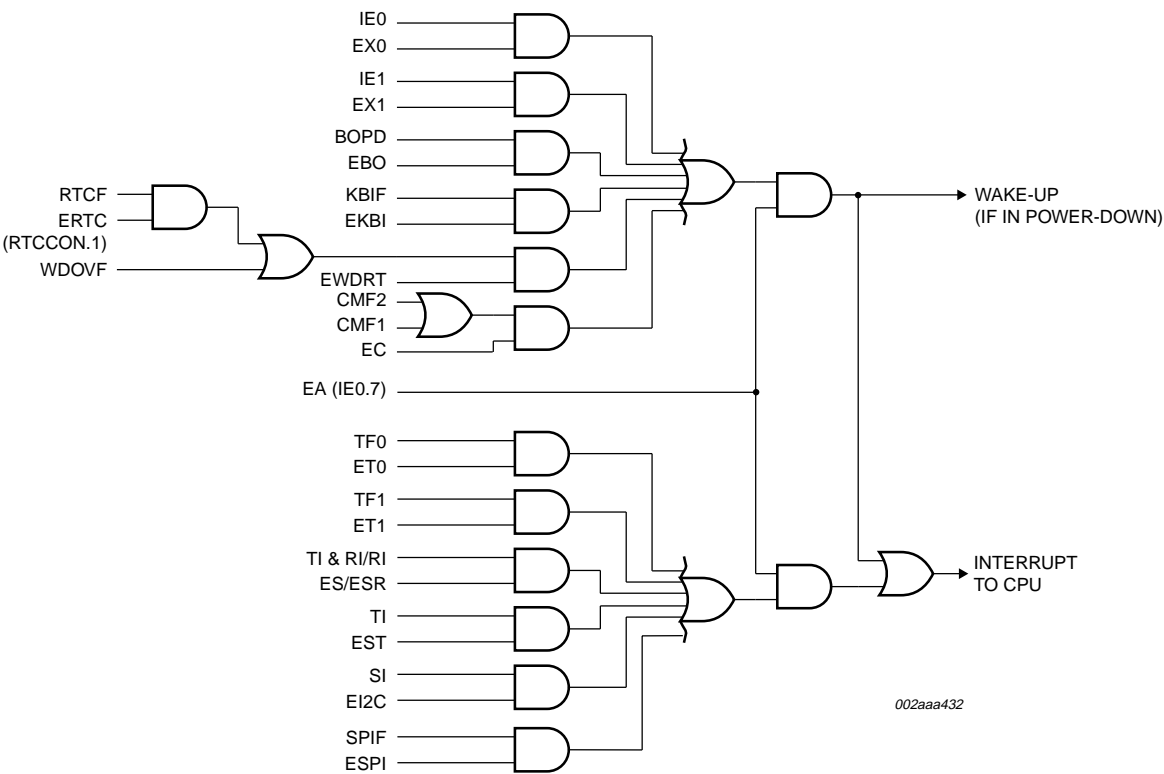 IE0
EX0
IE1
EX1
BOPD
EBO
KBIF
EKBI
RTCF
ERTC
(RTCCON.1)
WDOVF
EWDRT
CMF2
CMF1
EC
EA (IE0.7)
WAKE-UP
(IF IN POWER-DOWN)
TF0
ET0
TF1
ET1
TI & RI/RI
ES/ESR
TI
EST
SI
EI2C
SPIF
ESPI
INTERRUPT
TO CPU
002aaa432